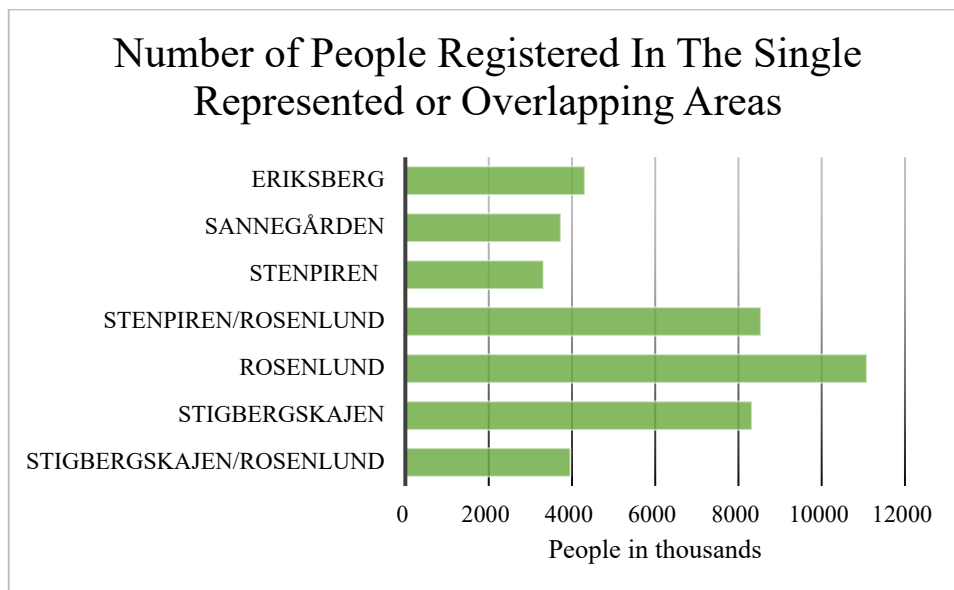 Number of People Registered In The Single
Represented or Overlapping Areas
ERIKSBERG
SANNEGÅRDEN
STENPIREN
STENPIREN/ROSENLUND
ROSENLUND
STIGBERGSKAJEN
STIGBERGSKAJEN/ROSENLUND
0 2000 4000 6000 8000 10000 12000
People in thousands